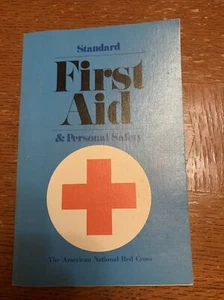 Standard
First
Aid
& Personal Safety
The American National Red Cross